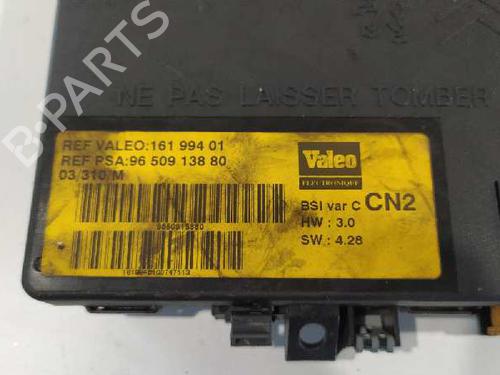 NE PAS LAISSER TOMBER
REF VALEO:161 994 01
REF PSA:96 509 138 80
03 310 M
Valeo
ELECTRONIQUE
BSI var C CN2
HW : 3.0
SW : 4.28
9650913880
B-PARTS